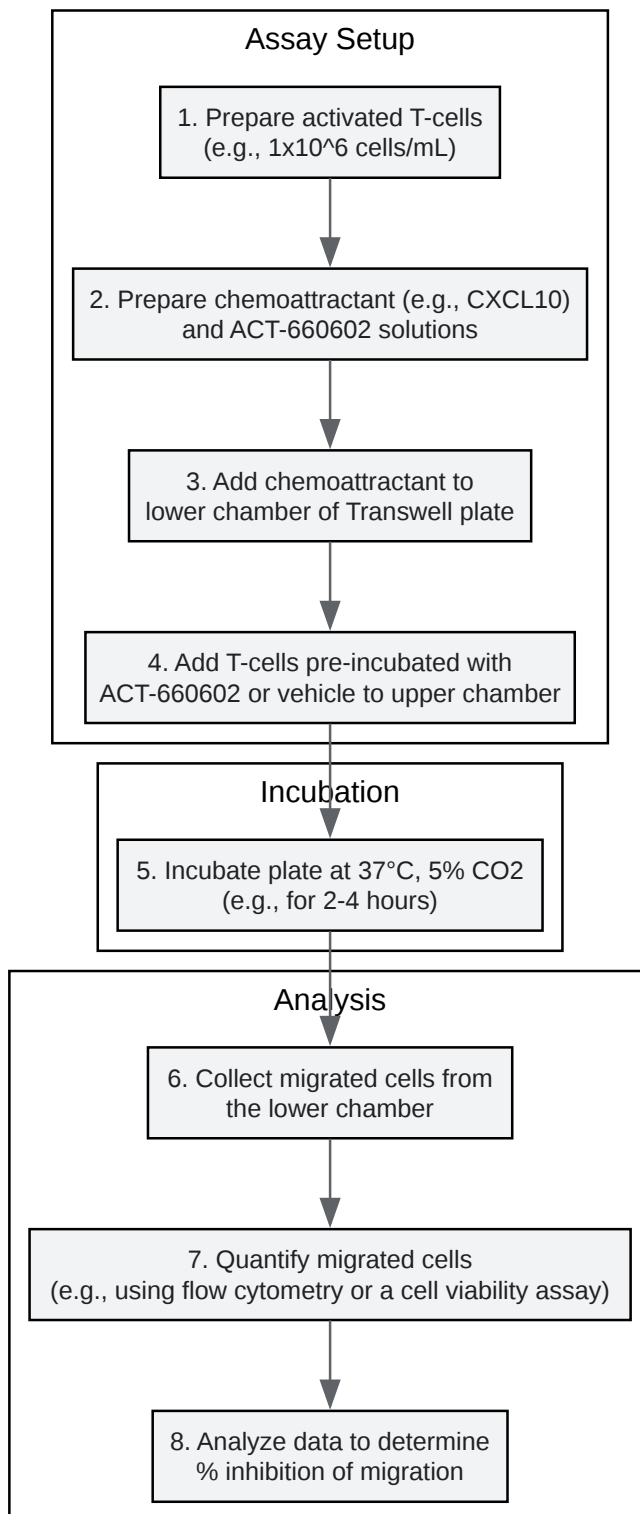 Assay Setup
1. Prepare activated T-cells
(e.g., 1x10^6 cells/mL)
2. Prepare chemoattractant (e.g., CXCL10)
and ACT-660602 solutions
3. Add chemoattractant to
lower chamber of Transwell plate
4. Add T-cells pre-incubated with
ACT-660602 or vehicle to upper chamber
Incubation
5. Incubate plate at 37°C, 5% CO2
(e.g., for 2-4 hours)
Analysis
6. Collect migrated cells from
the lower chamber
7. Quantify migrated cells
(e.g., using flow cytometry or a cell viability assay)
8. Analyze data to determine
% inhibition of migration